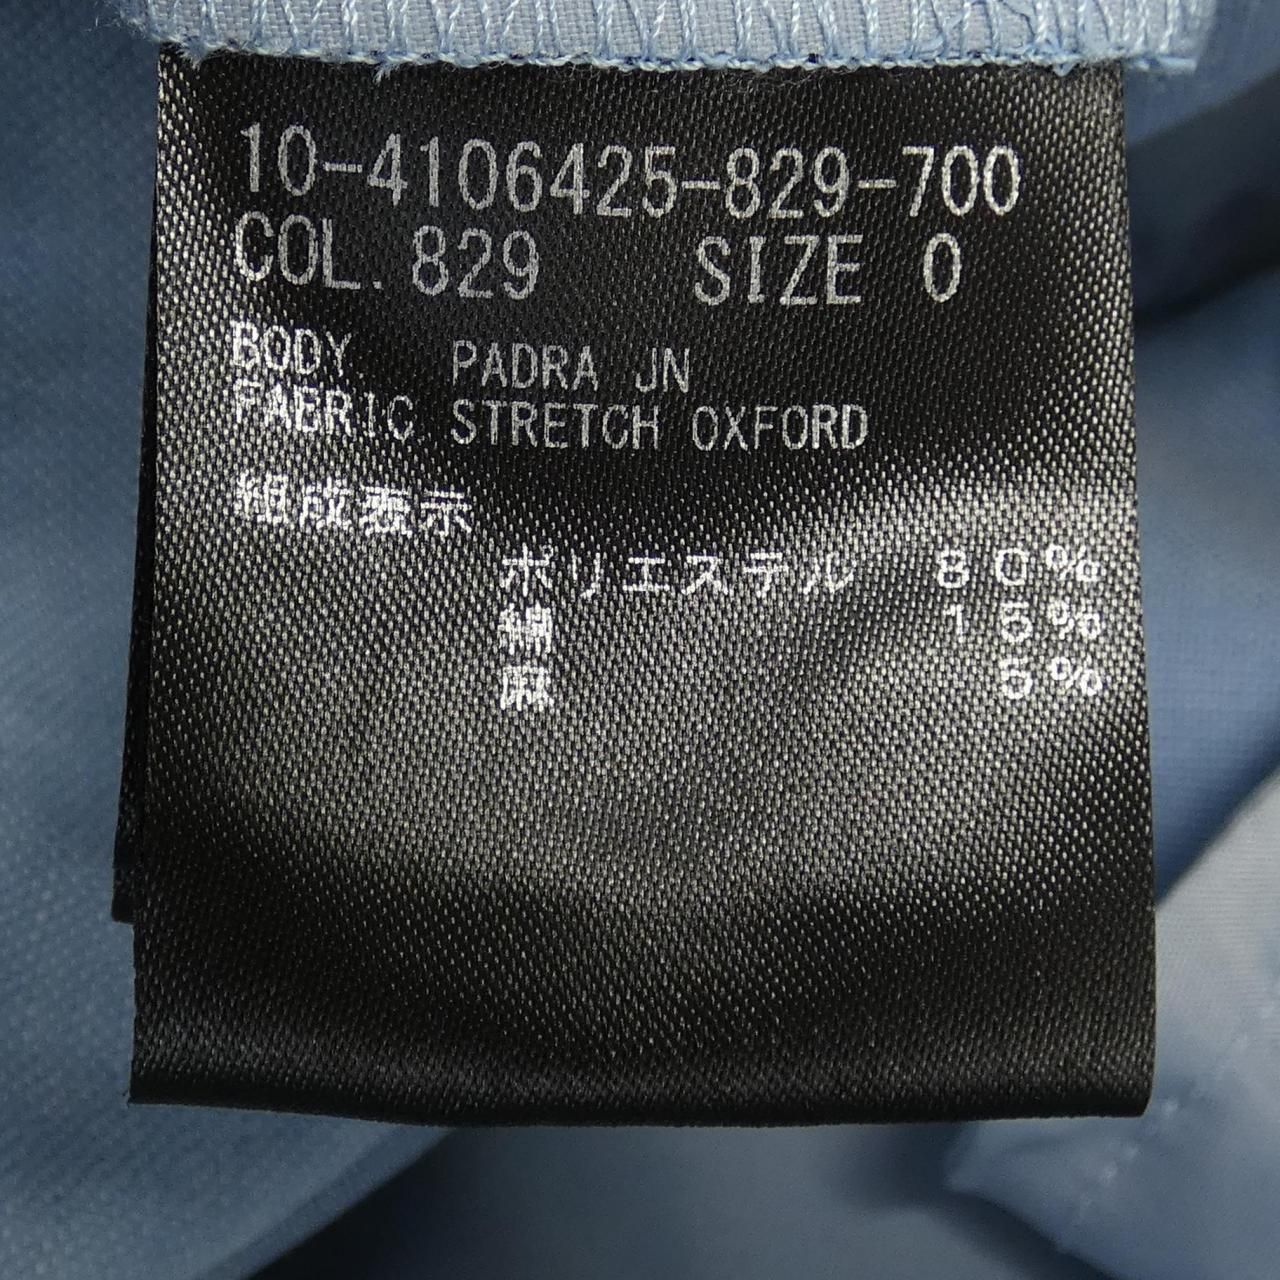 10-4106425-829-700
COL. 829 SIZE 0
BODY PADRA JN
FABRIC STRETCH OXFORD
組成表示
ポリエステル 80%
綿 15%
麻 5%